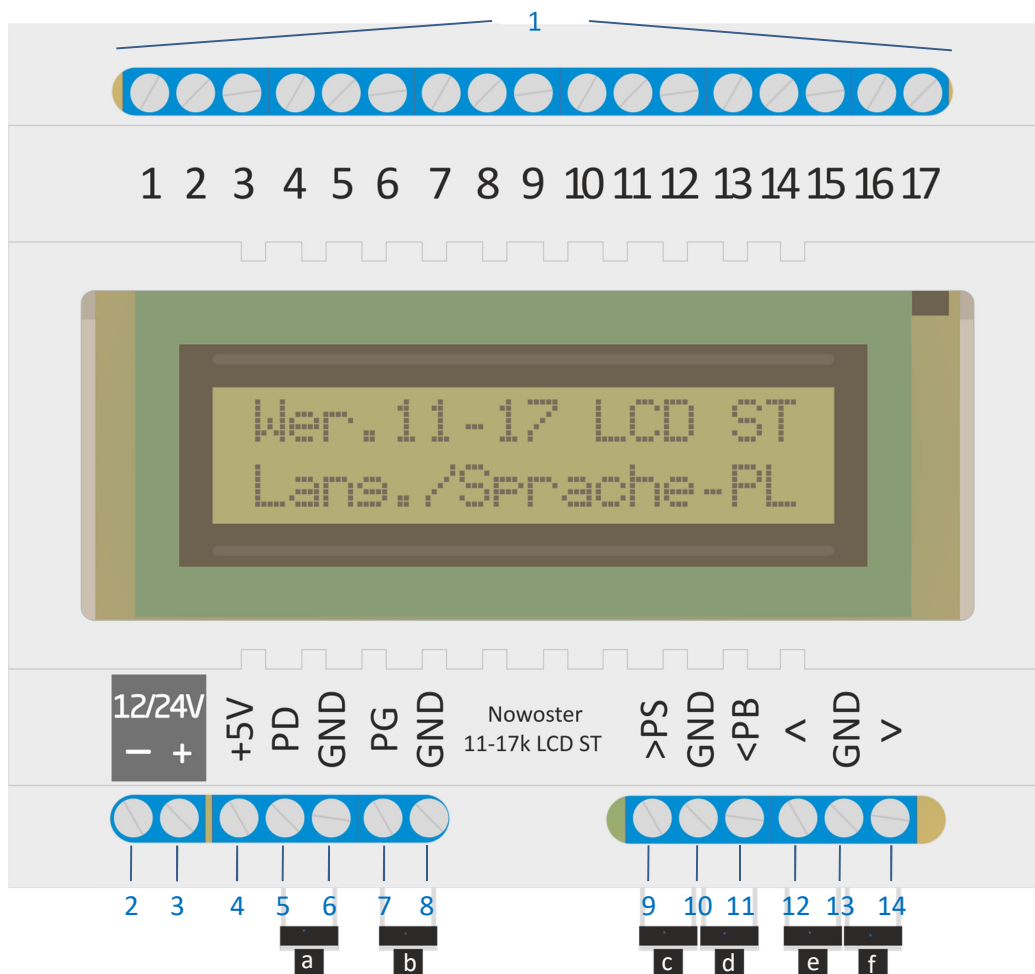 1
1 2 3 4 5 6 7 8 9 10 11 12 13 14 15 16 17
Wer.11-17 LCD ST
Lang./Sprache-PL
12/24V
− +
+5V
PD
GND
PG
GND
Nowoster
11-17k LCD ST
>PS
GND
<PB
<
GND
>
2 3 4 5 6 7 8 9 10 11 12 13 14
a b c d e f